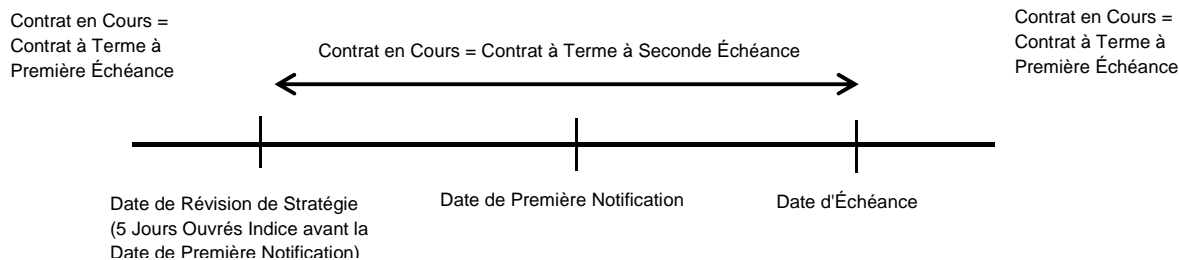 Contrat en Cours =
Contrat à Terme à
Première Échéance
Contrat en Cours = Contrat à Terme à Seconde Échéance
Contrat en Cours =
Contrat à Terme à
Première Échéance
Date de Révision de Stratégie
(5 Jours Ouvrés Indice avant la
Date de Première Notification)
Date de Première Notification
Date d'Échéance